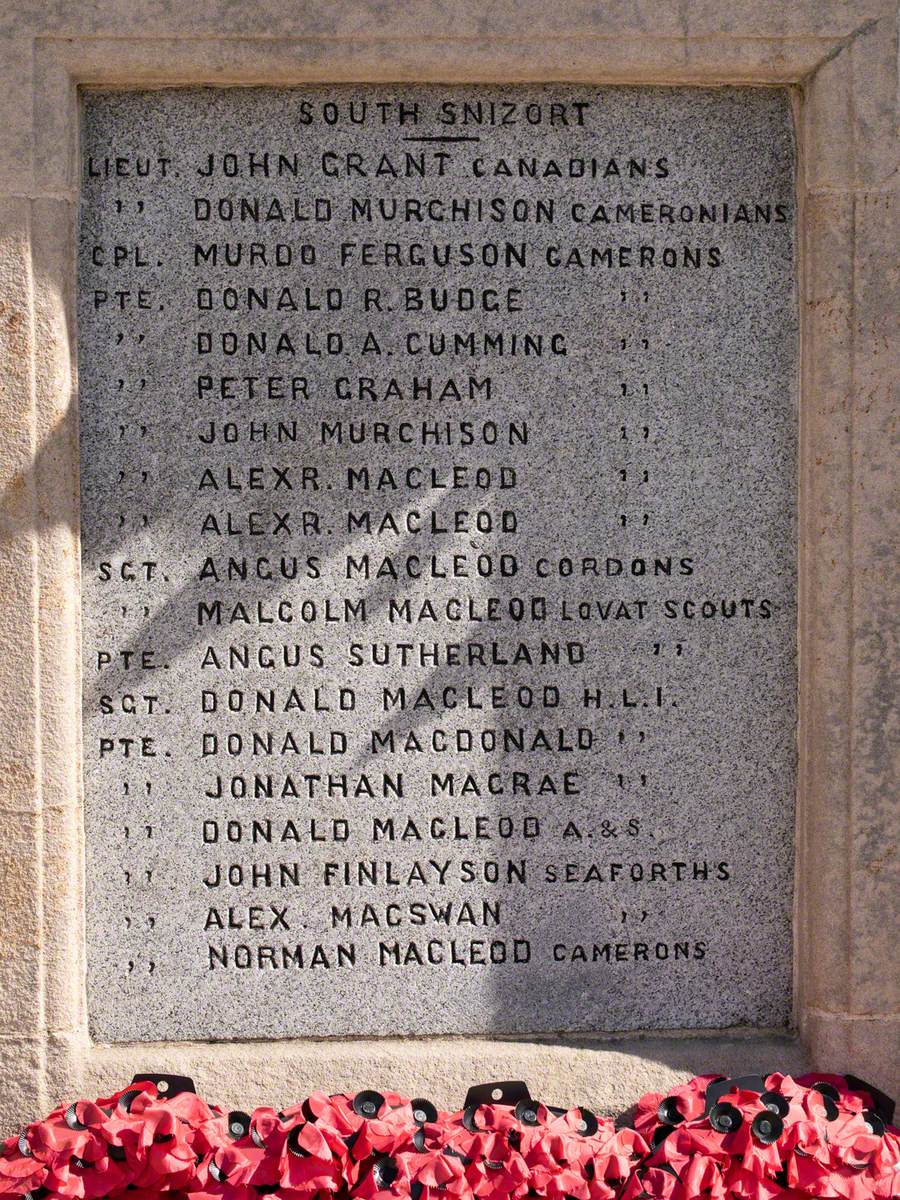 SOUTH SNIZORT
LIEUT. JOHN GRANT CANADIANS
" DONALD MURCHISON CAMERONIANS
CPL. MURDO FERGUSON CAMERONS
PTE. DONALD R. BUDGE "
" DONALD A. CUMMING "
" PETER GRAHAM "
" JOHN MURCHISON "
" ALEXR. MACLEOD "
" ALEXR. MACLEOD "
SGT. ANGUS MACLEOD GORDONS
" MALCOLM MACLEOD LOVAT SCOUTS
PTE. ANGUS SUTHERLAND "
SGT. DONALD MACLEOD H.L.I.
PTE. DONALD MACDONALD "
" JONATHAN MACRAE "
" DONALD MACLEOD A.&S.
" JOHN FINLAYSON SEAFORTHS
" ALEX. MACSWAN "
" NORMAN MACLEOD CAMERONS